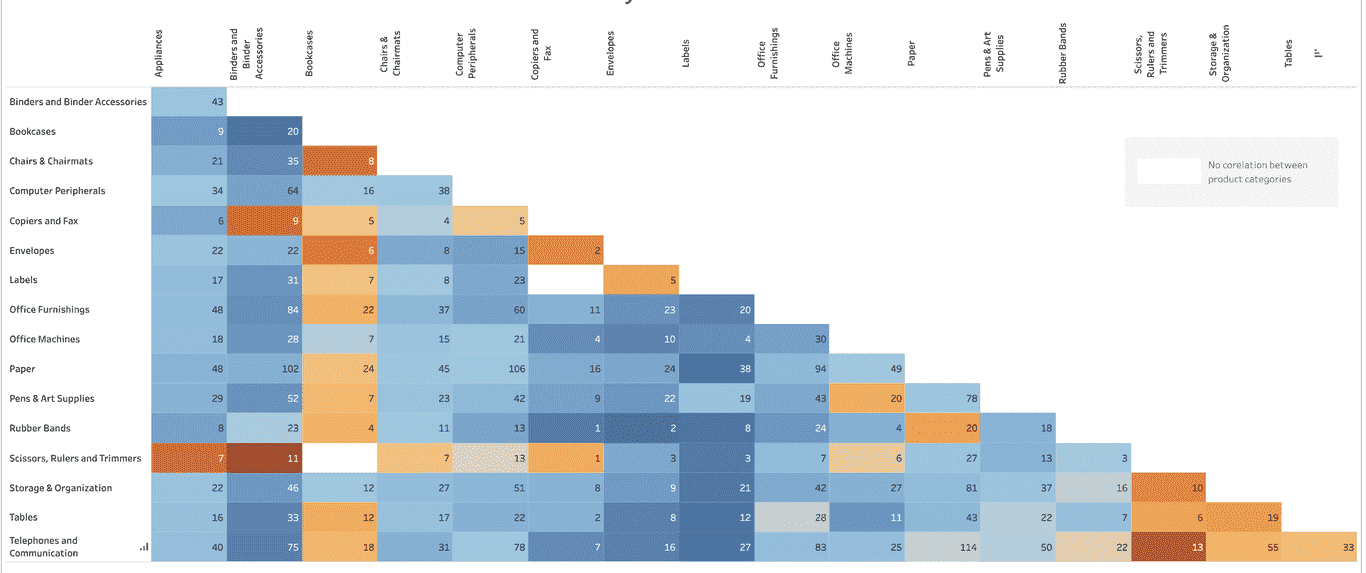 Appliances
Binders and
Binder
Accessories
Bookcases
Chairs &
Chairmats
Computer
Peripherals
Copiers and
Fax
Envelopes
Labels
Office
Furnishings
Office
Machines
Paper
Pens & Art
Supplies
Rubber Bands
Scissors,
Rulers and
Trimmers
Storage &
Organization
Tables
Binders and Binder Accessories 43
Bookcases 9 20
Chairs & Chairmats 21 35 8
Computer Peripherals 34 64 16 38
Copiers and Fax 6 9 5 4 5
Envelopes 22 22 6 8 15 2
Labels 17 31 7 8 23 5
Office Furnishings 48 84 22 37 60 11 23 20
Office Machines 18 28 7 15 21 4 10 4 30
Paper 48 102 24 45 106 16 24 38 94 49
Pens & Art Supplies 29 52 7 23 42 9 22 19 43 20 78
Rubber Bands 8 23 4 11 13 1 2 8 24 4 20 18
Scissors, Rulers and Trimmers 7 11 7 13 1 3 3 7 6 27 13 3
Storage & Organization 22 46 12 27 51 8 9 21 42 27 81 37 16 10
Tables 16 33 12 17 22 2 8 12 28 11 43 22 7 6 19
Telephones and
Communication 40 75 18 31 78 7 16 27 83 25 114 50 22 13 55 33
No corelation between
product categories